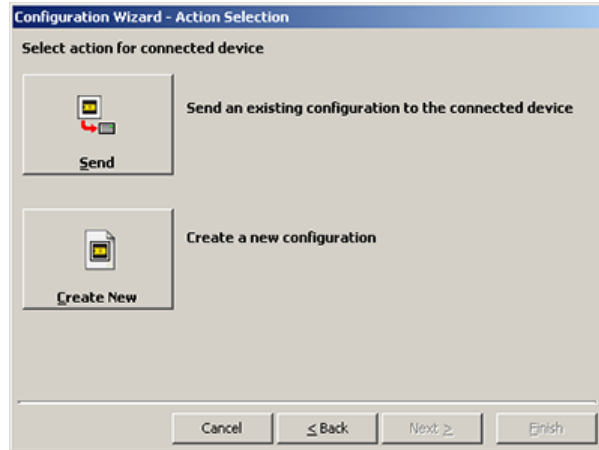 Configuration Wizard - Action Selection
Select action for connected device
Send an existing configuration to the connected device
Send
Create a new configuration
Create New
Cancel
< Back
Next >
Finish